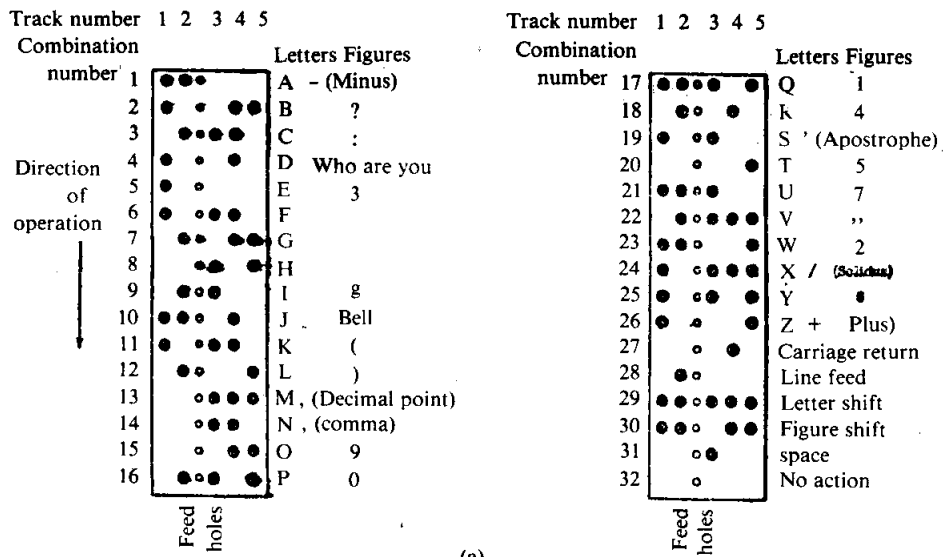 Track number 1 2 3 4 5
Combination number
Letters Figures
1 A - (Minus)
2 B ?
3 C :
4 D Who are you
5 E 3
6 F
7 G
8 H
9 I 8
10 J Bell
11 K (
12 L )
13 M , (Decimal point)
14 N , (comma)
15 O 9
16 P 0
Direction
of
operation
Feed
holes
Track number 1 2 3 4 5
Combination number
Letters Figures
17 Q 1
18 R 4
19 S ' (Apostrophe)
20 T 5
21 U 7
22 V ,,
23 W 2
24 X / (Solidus)
25 Y
26 Z + Plus)
27 Carriage return
28 Line feed
29 Letter shift
30 Figure shift
31 space
32 No action
Feed
holes
(a)